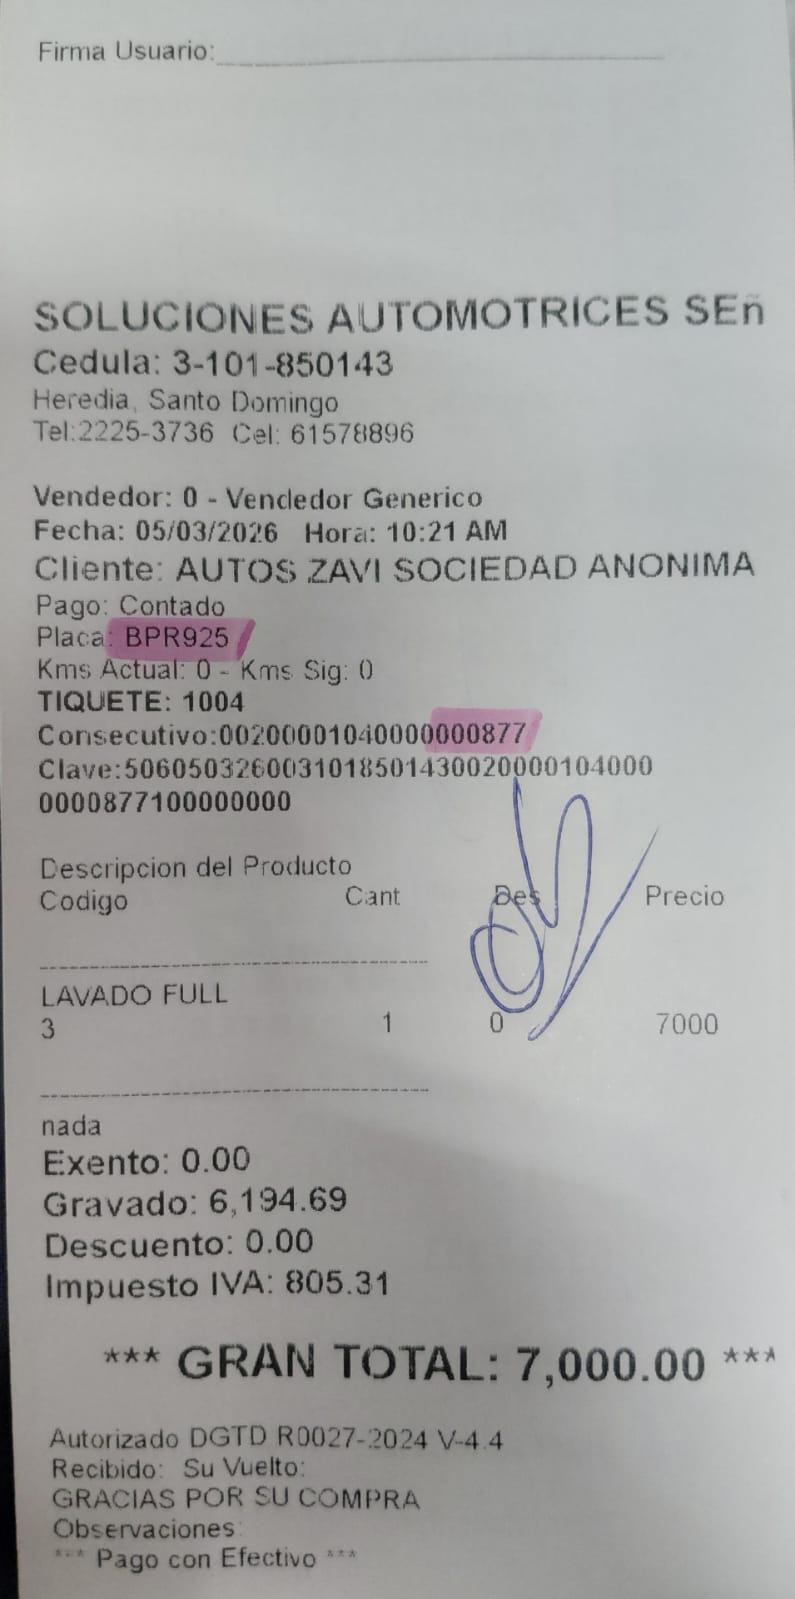 Firma Usuario:
SOLUCIONES AUTOMOTRICES SEñ
Cedula: 3-101-850143
Heredia, Santo Domingo
Tel:2225-3736 Cel: 61578896
Vendedor: 0 - Vendedor Generico
Fecha: 05/03/2026 Hora: 10:21 AM
Cliente: AUTOS ZAVI SOCIEDAD ANONIMA
Pago: Contado
Placa: BPR925
Kms Actual: 0 - Kms Sig: 0
TIQUETE: 1004
Consecutivo:00200001040000000877
Clave:5060503260031018501430020000104000
0000877100000000
Descripcion del Producto
Codigo Cant Des Precio
LAVADO FULL
3 1 0 7000
nada
Exento: 0.00
Gravado: 6,194.69
Descuento: 0.00
Impuesto IVA: 805.31
*** GRAN TOTAL: 7,000.00 ***
Autorizado DGTD R0027-2024 V-4.4
Recibido: Su Vuelto:
GRACIAS POR SU COMPRA
Observaciones:
*** Pago con Efectivo ***